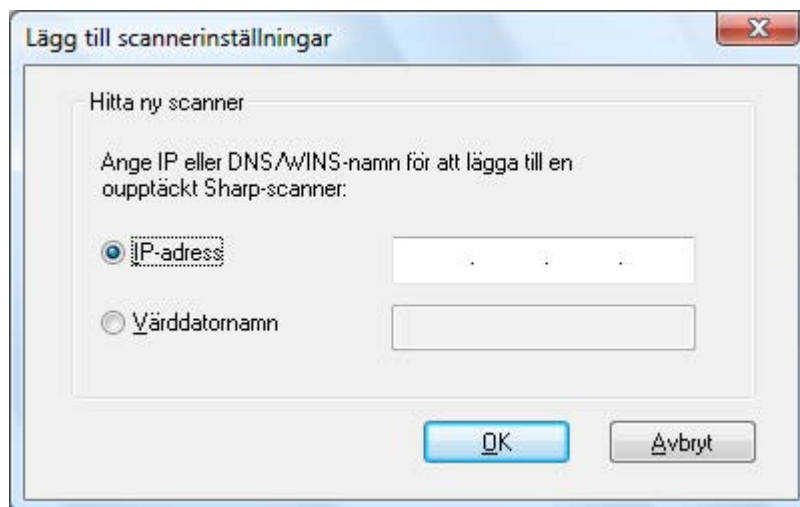 Lägg till scannerinställningar
Hitta ny scanner
Ange IP eller DNS/WINS-namn för att lägga till en
oupptäckt Sharp-scanner:
IP-adress
. . .
Värddatornamn
OK
Avbryt